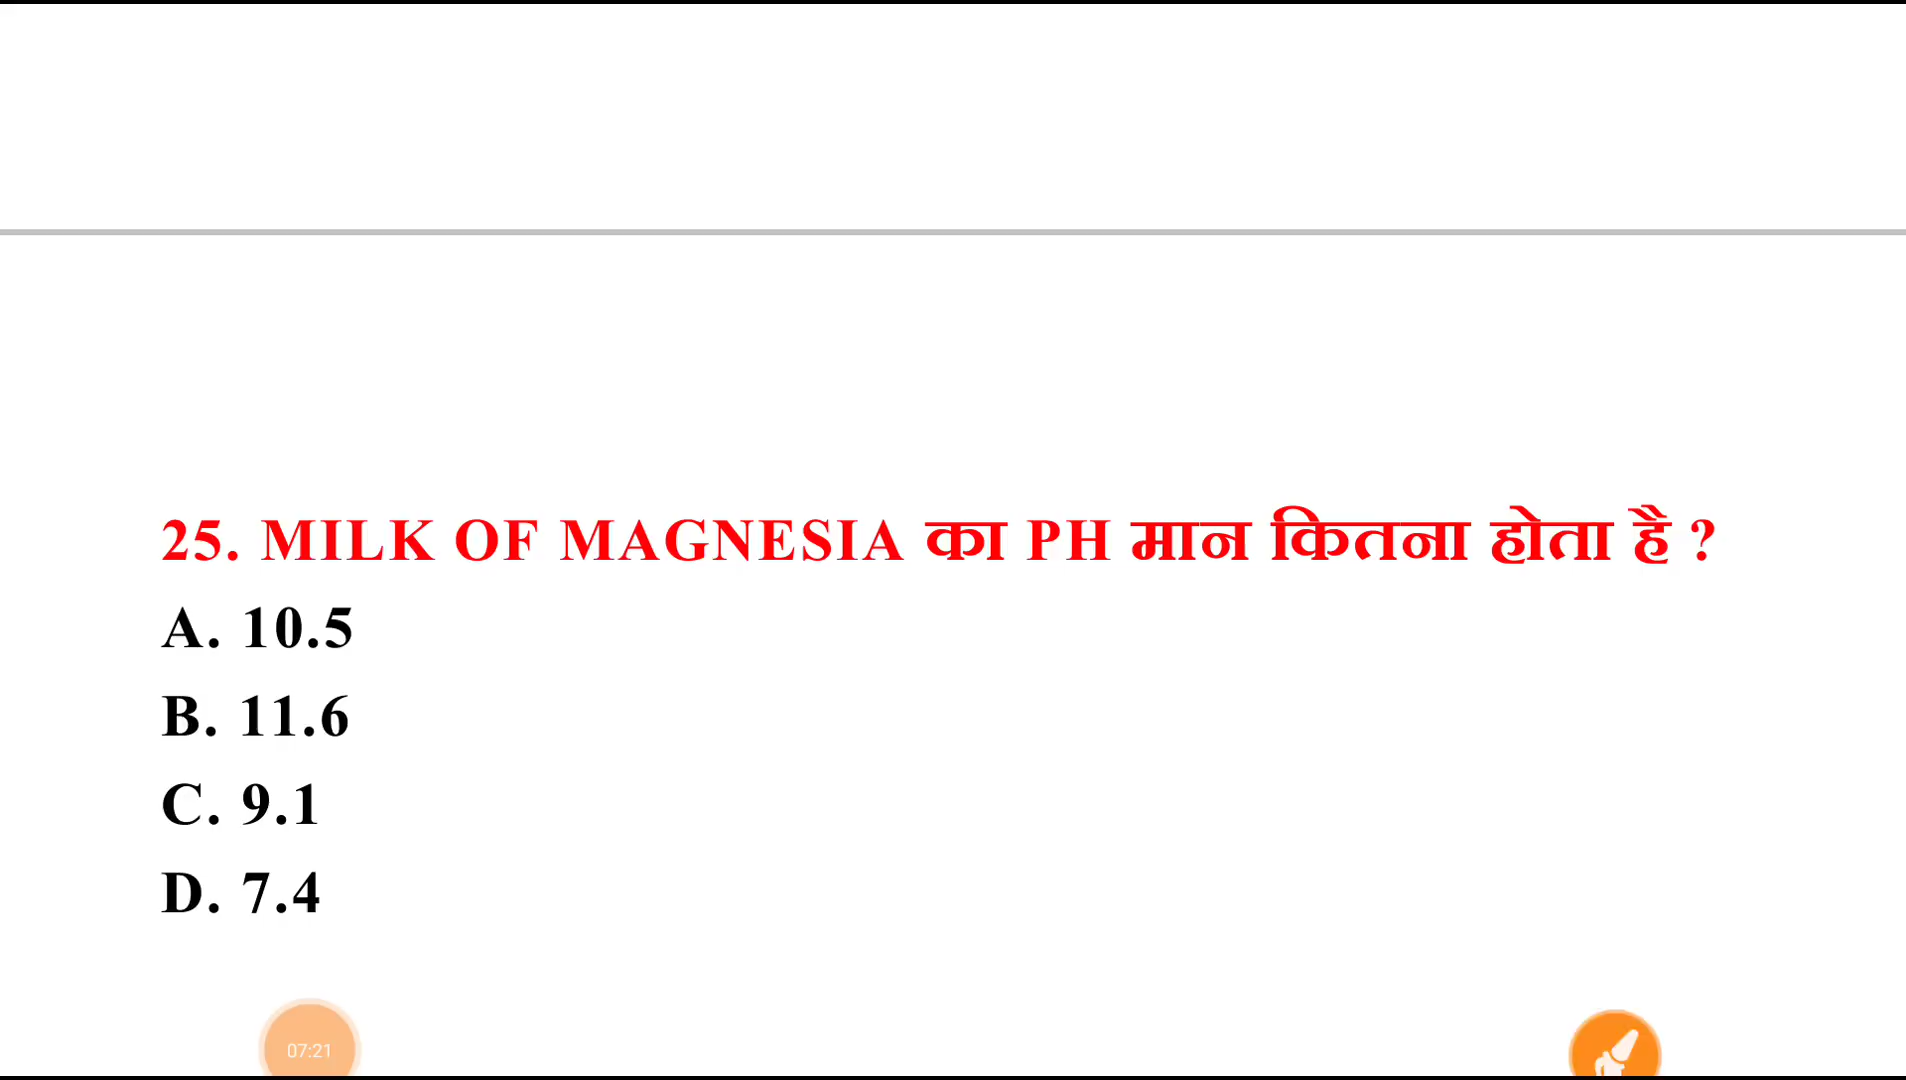 25. MILK OF MAGNESIA का PH मान कितना होता है ?
A. 10.5
B. 11.6
C. 9.1
D. 7.4
07:21